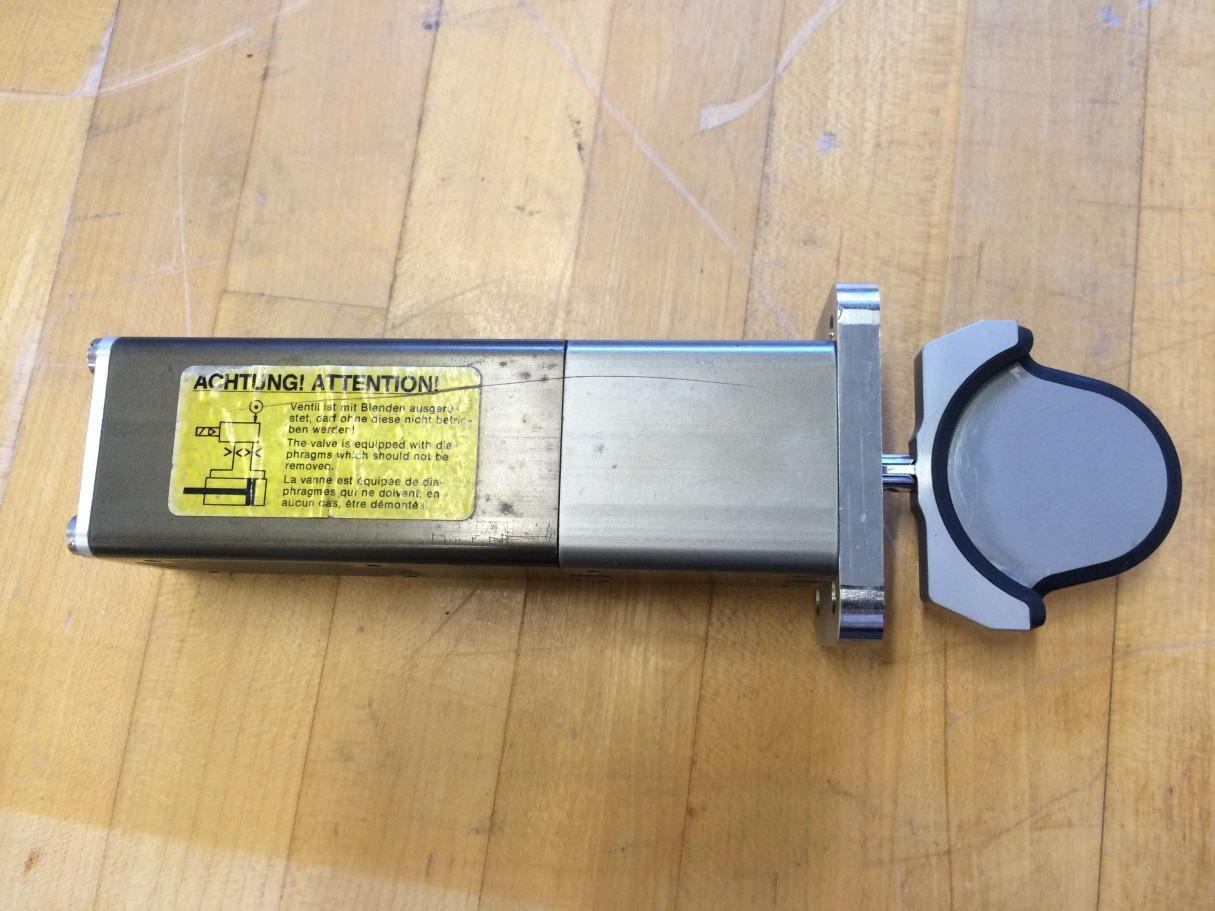 ACHTUNG! ATTENTION!
Ventil ist mit Blenden ausgerü-
stet, darf ohne diese nicht betrie-
ben werden!
The valve is equipped with dia-
phragms which should not be
removed.
La vanne est équipée de dia-
phragmes qui ne doivent, en
aucun cas, être démontés.